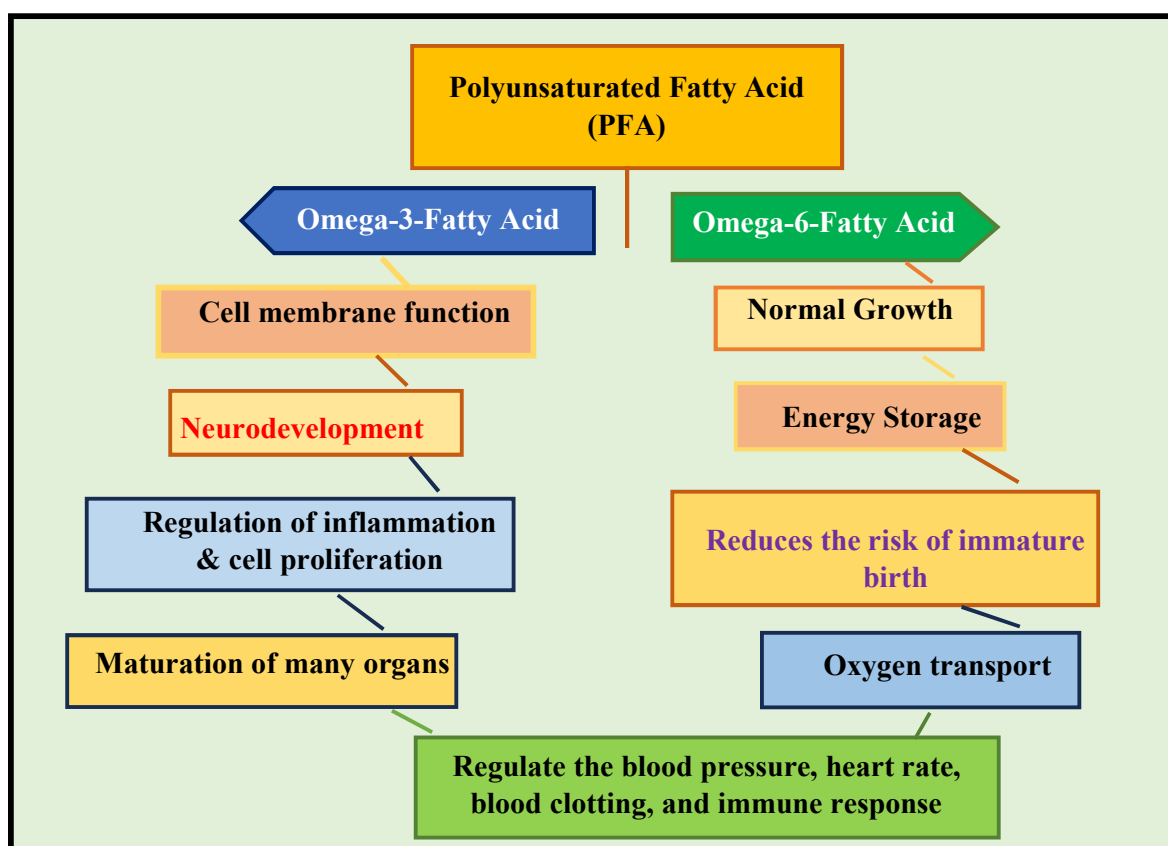 Polyunsaturated Fatty Acid
(PFA)
Omega-3-Fatty Acid
Omega-6-Fatty Acid
Cell membrane function
Normal Growth
Neurodevelopment
Energy Storage
Regulation of inflammation
& cell proliferation
Reduces the risk of immature
birth
Maturation of many organs
Oxygen transport
Regulate the blood pressure, heart rate,
blood clotting, and immune response